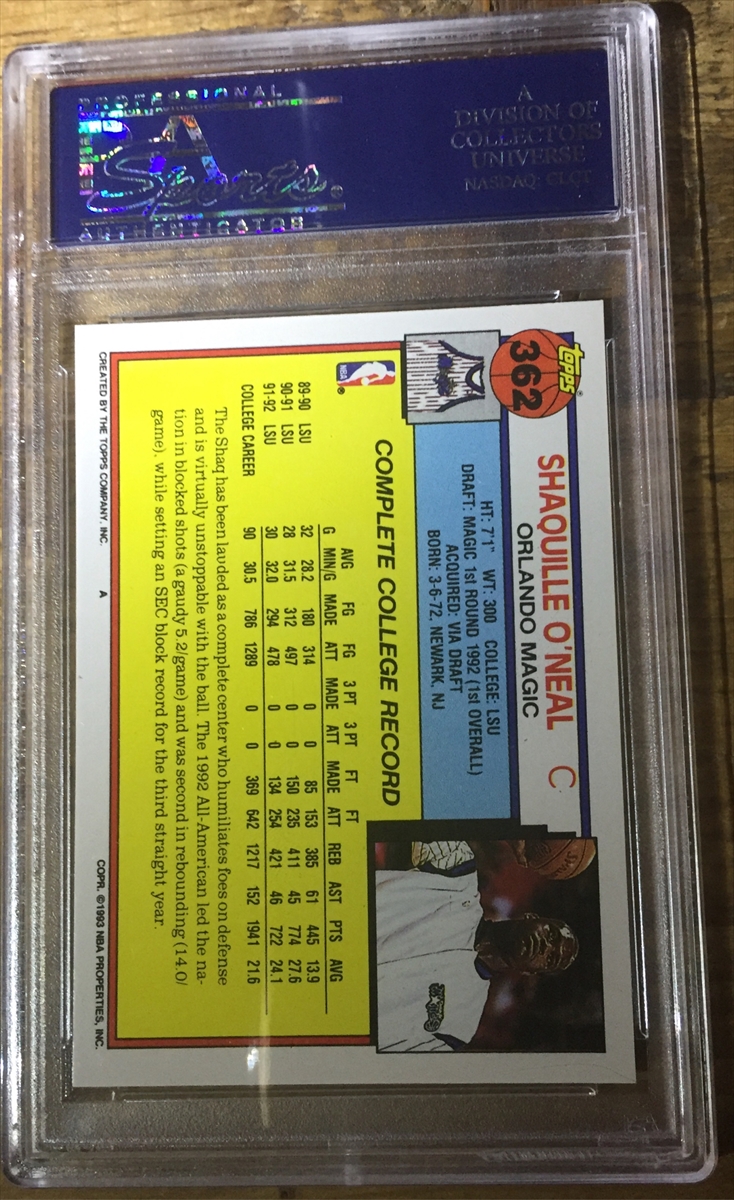 PROFESSIONAL
Sports®
AUTHENTICATOR
A
DIVISION OF
COLLECTORS
UNIVERSE
NASDAQ: CLCT
topps®
362
SHAQUILLE O'NEAL C
ORLANDO MAGIC
HT: 7'1" WT: 300 COLLEGE: LSU
DRAFT: MAGIC 1st ROUND 1992 (1st OVERALL)
ACQUIRED: VIA DRAFT
BORN: 3-6-72, NEWARK, NJ
NBA®
COMPLETE COLLEGE RECORD
AVG FG FG 3 PT 3 PT FT FT
G MIN/G MADE ATT MADE ATT MADE ATT REB AST PTS AVG
89-90 LSU 32 28.2 180 314 0 0 85 153 385 61 445 13.9
90-91 LSU 28 31.5 312 497 0 0 150 235 411 45 774 27.6
91-92 LSU 30 32.0 294 478 0 0 134 254 421 46 722 24.1
COLLEGE CAREER 90 30.5 786 1289 0 0 369 642 1217 152 1941 21.6
The Shaq has been lauded as a complete center who humiliates foes on defense
and is virtually unstoppable with the ball. The 1992 All-American led the na-
tion in blocked shots (a gaudy 5.2/game) and was second in rebounding (14.0/
game), while setting an SEC block record for the third straight year.
CREATED BY THE TOPPS COMPANY, INC. A COPR. ©1993 NBA PROPERTIES, INC.